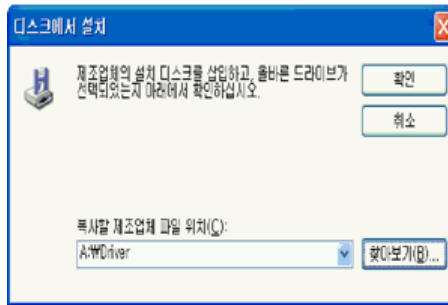 디스크에서 설치
제조업체의 설치 디스크를 삽입하고, 올바른 드라이브가
선택되었는지 아래에서 확인하십시오.
확인
취소
복사할 제조업체 파일 위치(C):
A:₩Driver
찾아보기(B)...